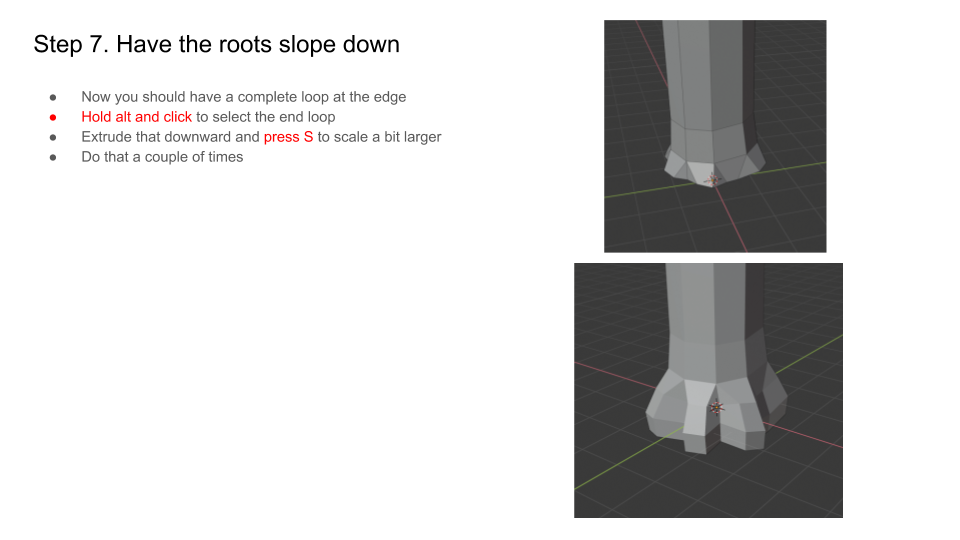 Step 7. Have the roots slope down
● Now you should have a complete loop at the edge
● Hold alt and click to select the end loop
● Extrude that downward and press S to scale a bit larger
● Do that a couple of times